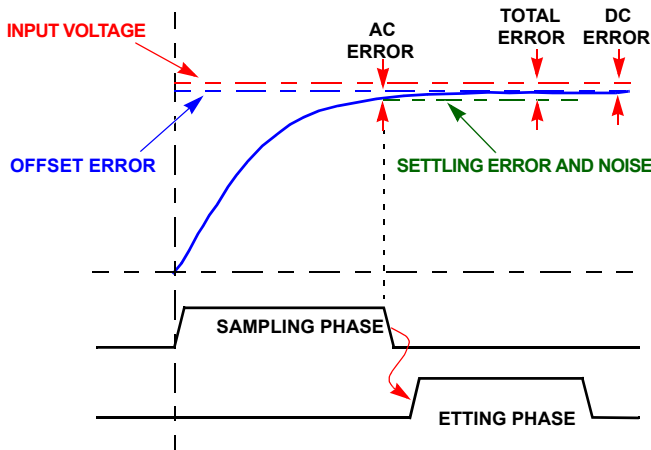 INPUT VOLTAGE
AC
ERROR
TOTAL
ERROR
DC
ERROR
OFFSET ERROR
SETTLING ERROR AND NOISE
SAMPLING PHASE
ETTING PHASE